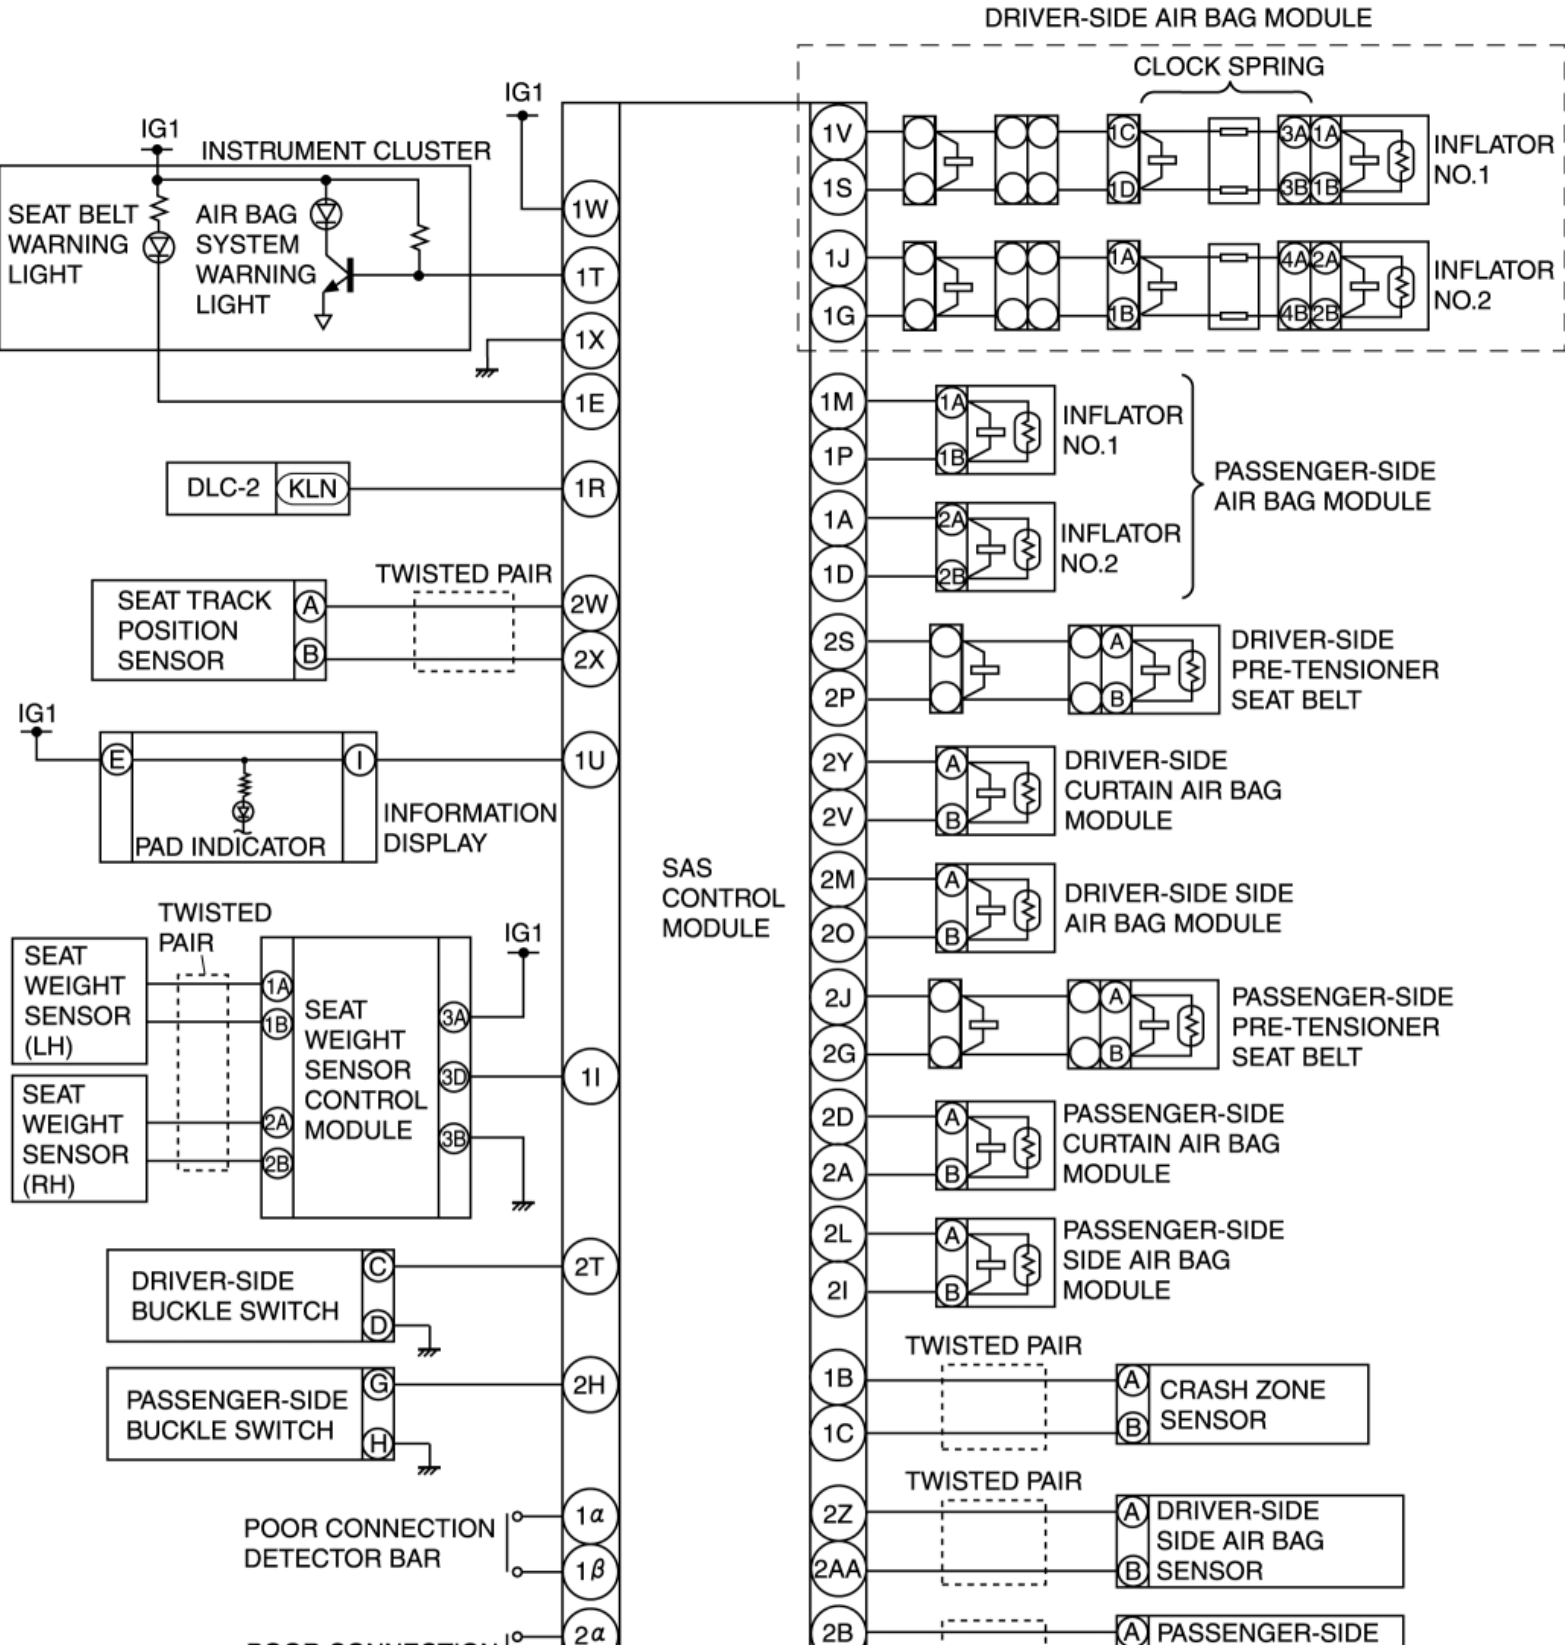 DRIVER-SIDE AIR BAG MODULE
CLOCK SPRING
IG1
IG1
INSTRUMENT CLUSTER
SEAT BELT
WARNING
LIGHT
AIR BAG
SYSTEM
WARNING
LIGHT
1W
1T
1X
1E
1V
1S
1J
1G
1C
1D
3A
1A
3B
1B
INFLATOR
NO.1
1A
1B
4A
2A
4B
2B
INFLATOR
NO.2
DLC-2
KLN
1R
1M
1P
1A
1B
INFLATOR
NO.1
1A
1D
2A
2B
INFLATOR
NO.2
PASSENGER-SIDE
AIR BAG MODULE
SEAT TRACK
POSITION
SENSOR
A
B
TWISTED PAIR
2W
2X
2S
2P
A
B
DRIVER-SIDE
PRE-TENSIONER
SEAT BELT
IG1
E
I
1U
PAD INDICATOR
INFORMATION
DISPLAY
2Y
2V
A
B
DRIVER-SIDE
CURTAIN AIR BAG
MODULE
SAS
CONTROL
MODULE
2M
2O
A
B
DRIVER-SIDE SIDE
AIR BAG MODULE
TWISTED
PAIR
SEAT
WEIGHT
SENSOR
(LH)
SEAT
WEIGHT
SENSOR
(RH)
1A
1B
2A
2B
SEAT
WEIGHT
SENSOR
CONTROL
MODULE
3A
3D
3B
IG1
1I
2J
2G
A
B
PASSENGER-SIDE
PRE-TENSIONER
SEAT BELT
2D
2A
A
B
PASSENGER-SIDE
CURTAIN AIR BAG
MODULE
DRIVER-SIDE
BUCKLE SWITCH
C
D
2T
2L
2I
A
B
PASSENGER-SIDE
SIDE AIR BAG
MODULE
PASSENGER-SIDE
BUCKLE SWITCH
G
H
2H
TWISTED PAIR
1B
1C
A
B
CRASH ZONE
SENSOR
POOR CONNECTION
DETECTOR BAR
1α
1β
TWISTED PAIR
2Z
2AA
A
B
DRIVER-SIDE
SIDE AIR BAG
SENSOR
2α
2B
A
PASSENGER-SIDE